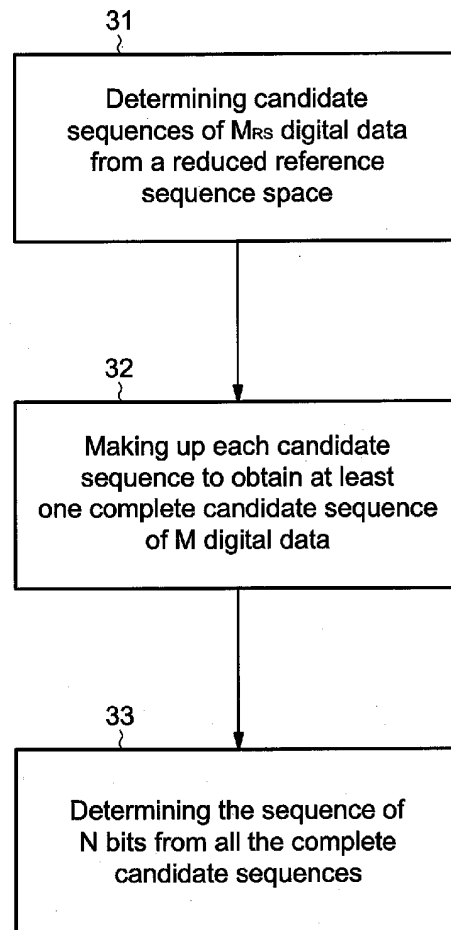 31
Determining candidate
sequences of MRS digital data
from a reduced reference
sequence space
32
Making up each candidate
sequence to obtain at least
one complete candidate sequence
of M digital data
33
Determining the sequence of
N bits from all the complete
candidate sequences